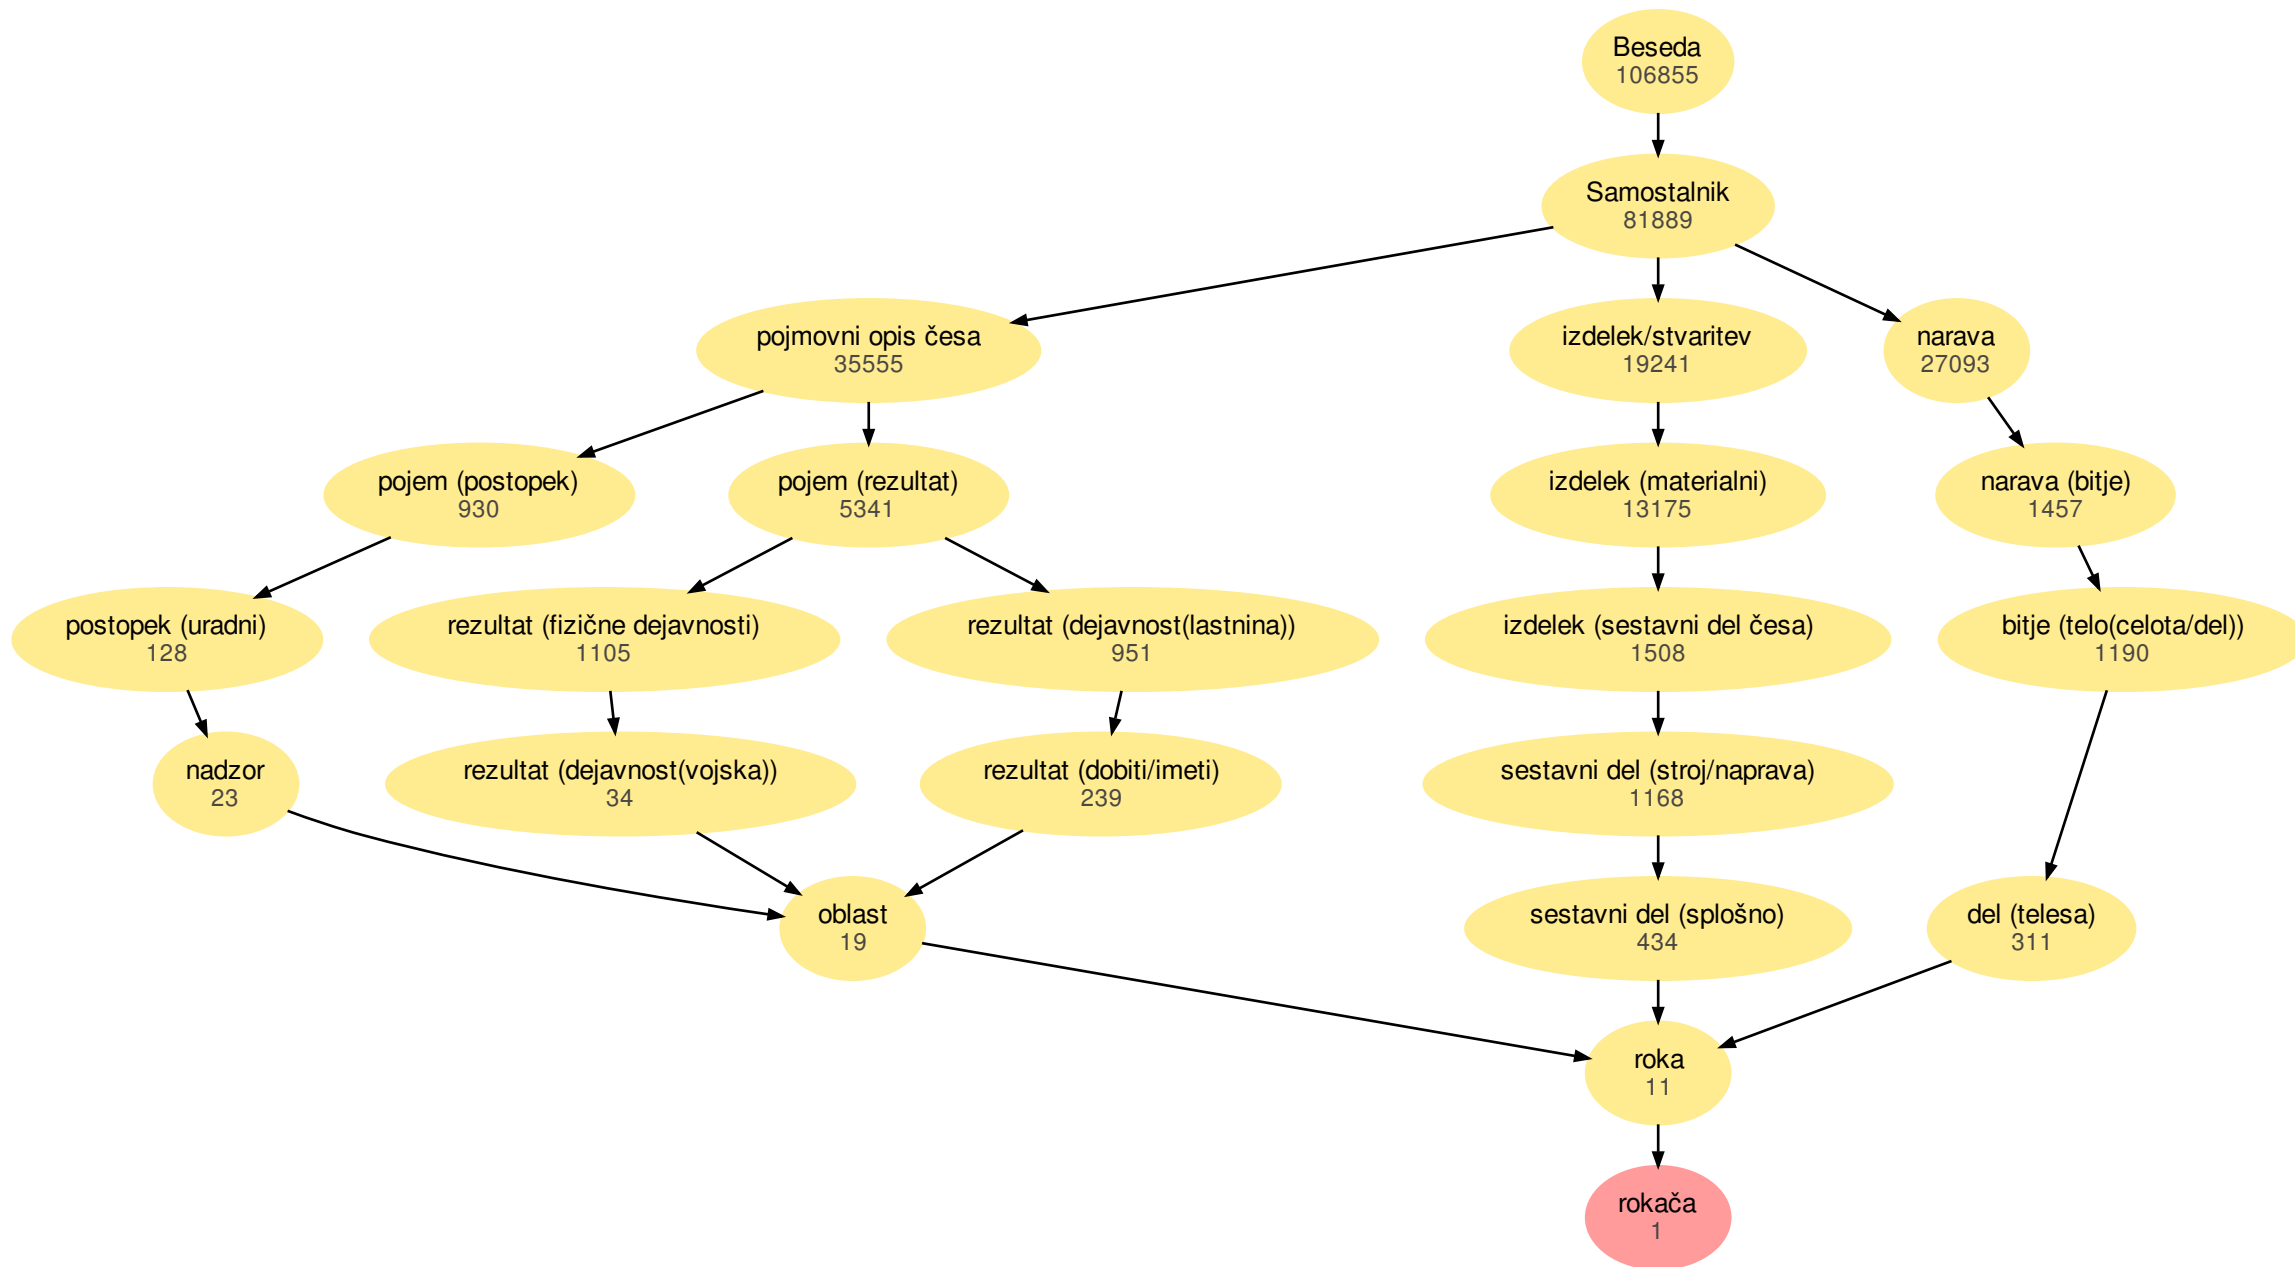 Beseda
106855
Samostalnik
81889
pojmovni opis česa
35555
izdelek/stvaritev
19241
narava
27093
pojem (postopek)
930
pojem (rezultat)
5341
izdelek (materialni)
13175
narava (bitje)
1457
postopek (uradni)
128
rezultat (fizične dejavnosti)
1105
rezultat (dejavnost(lastnina))
951
izdelek (sestavni del česa)
1508
bitje (telo(celota/del))
1190
nadzor
23
rezultat (dejavnost(vojska))
34
rezultat (dobiti/imeti)
239
sestavni del (stroj/naprava)
1168
oblast
19
sestavni del (splošno)
434
del (telesa)
311
roka
11
rokača
1